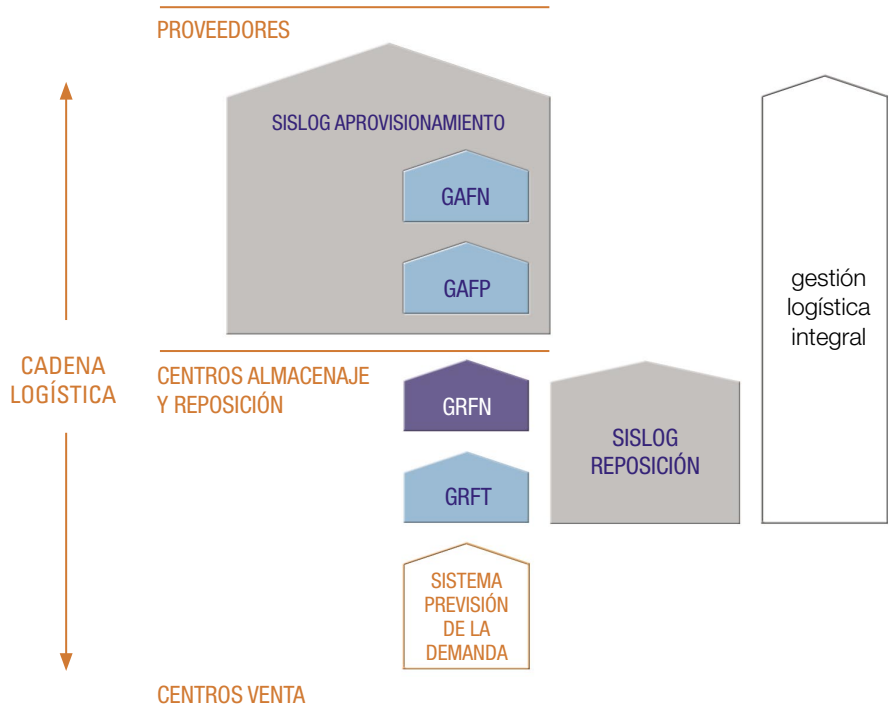 PROVEEDORES
SISLOG APROVISIONAMIENTO
GAFN
GAFP
gestión
logística
integral
CADENA
LOGÍSTICA
CENTROS ALMACENAJE
Y REPOSICIÓN
GRFN
SISLOG
REPOSICIÓN
GRFT
SISTEMA
PREVISIÓN
DE LA
DEMANDA
CENTROS VENTA